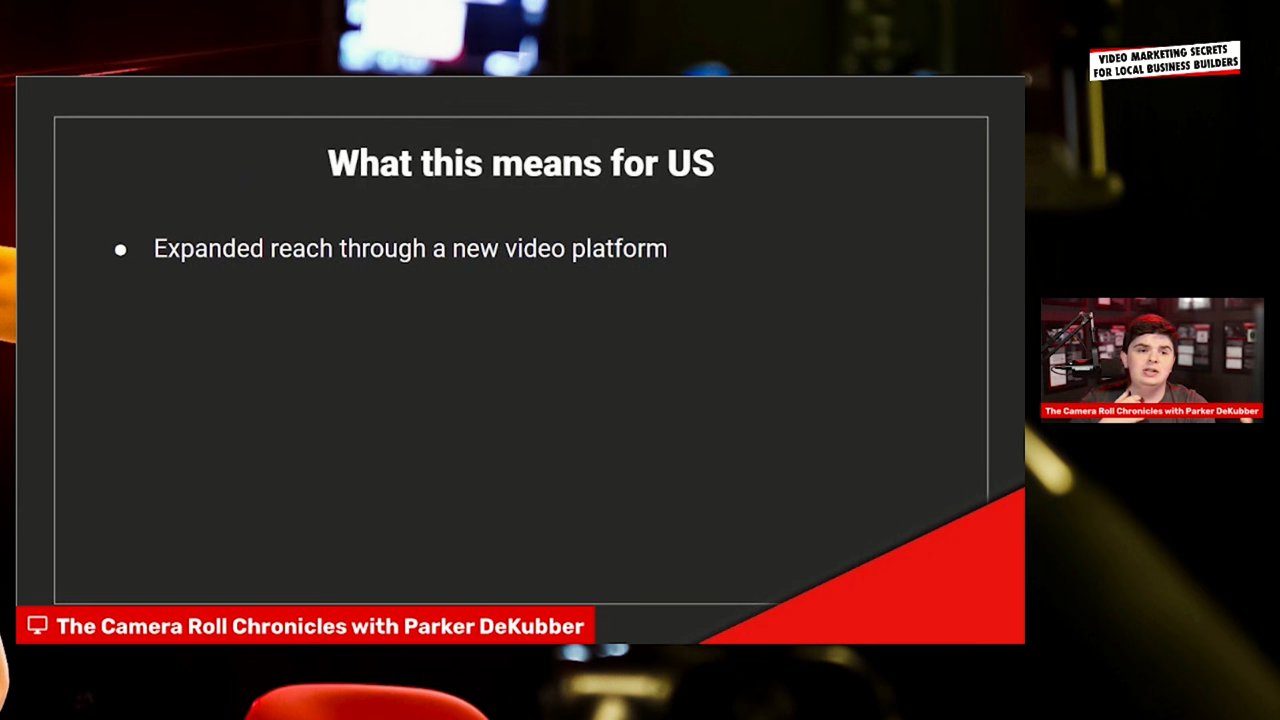 VIDEO MARKETING SECRETS
FOR LOCAL BUSINESS BUILDERS
What this means for US
● Expanded reach through a new video platform
The Camera Roll Chronicles with Parker DeKubber
The Camera Roll Chronicles with Parker DeKubber